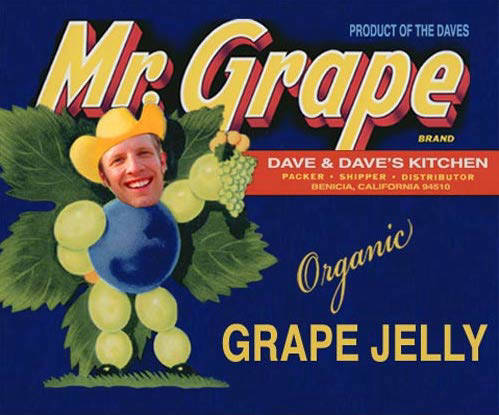 PRODUCT OF THE DAVES
Mr. Grape
BRAND
DAVE & DAVE'S KITCHEN
PACKER • SHIPPER • DISTRIBUTOR
BENICIA, CALIFORNIA 94510
Organic
GRAPE JELLY